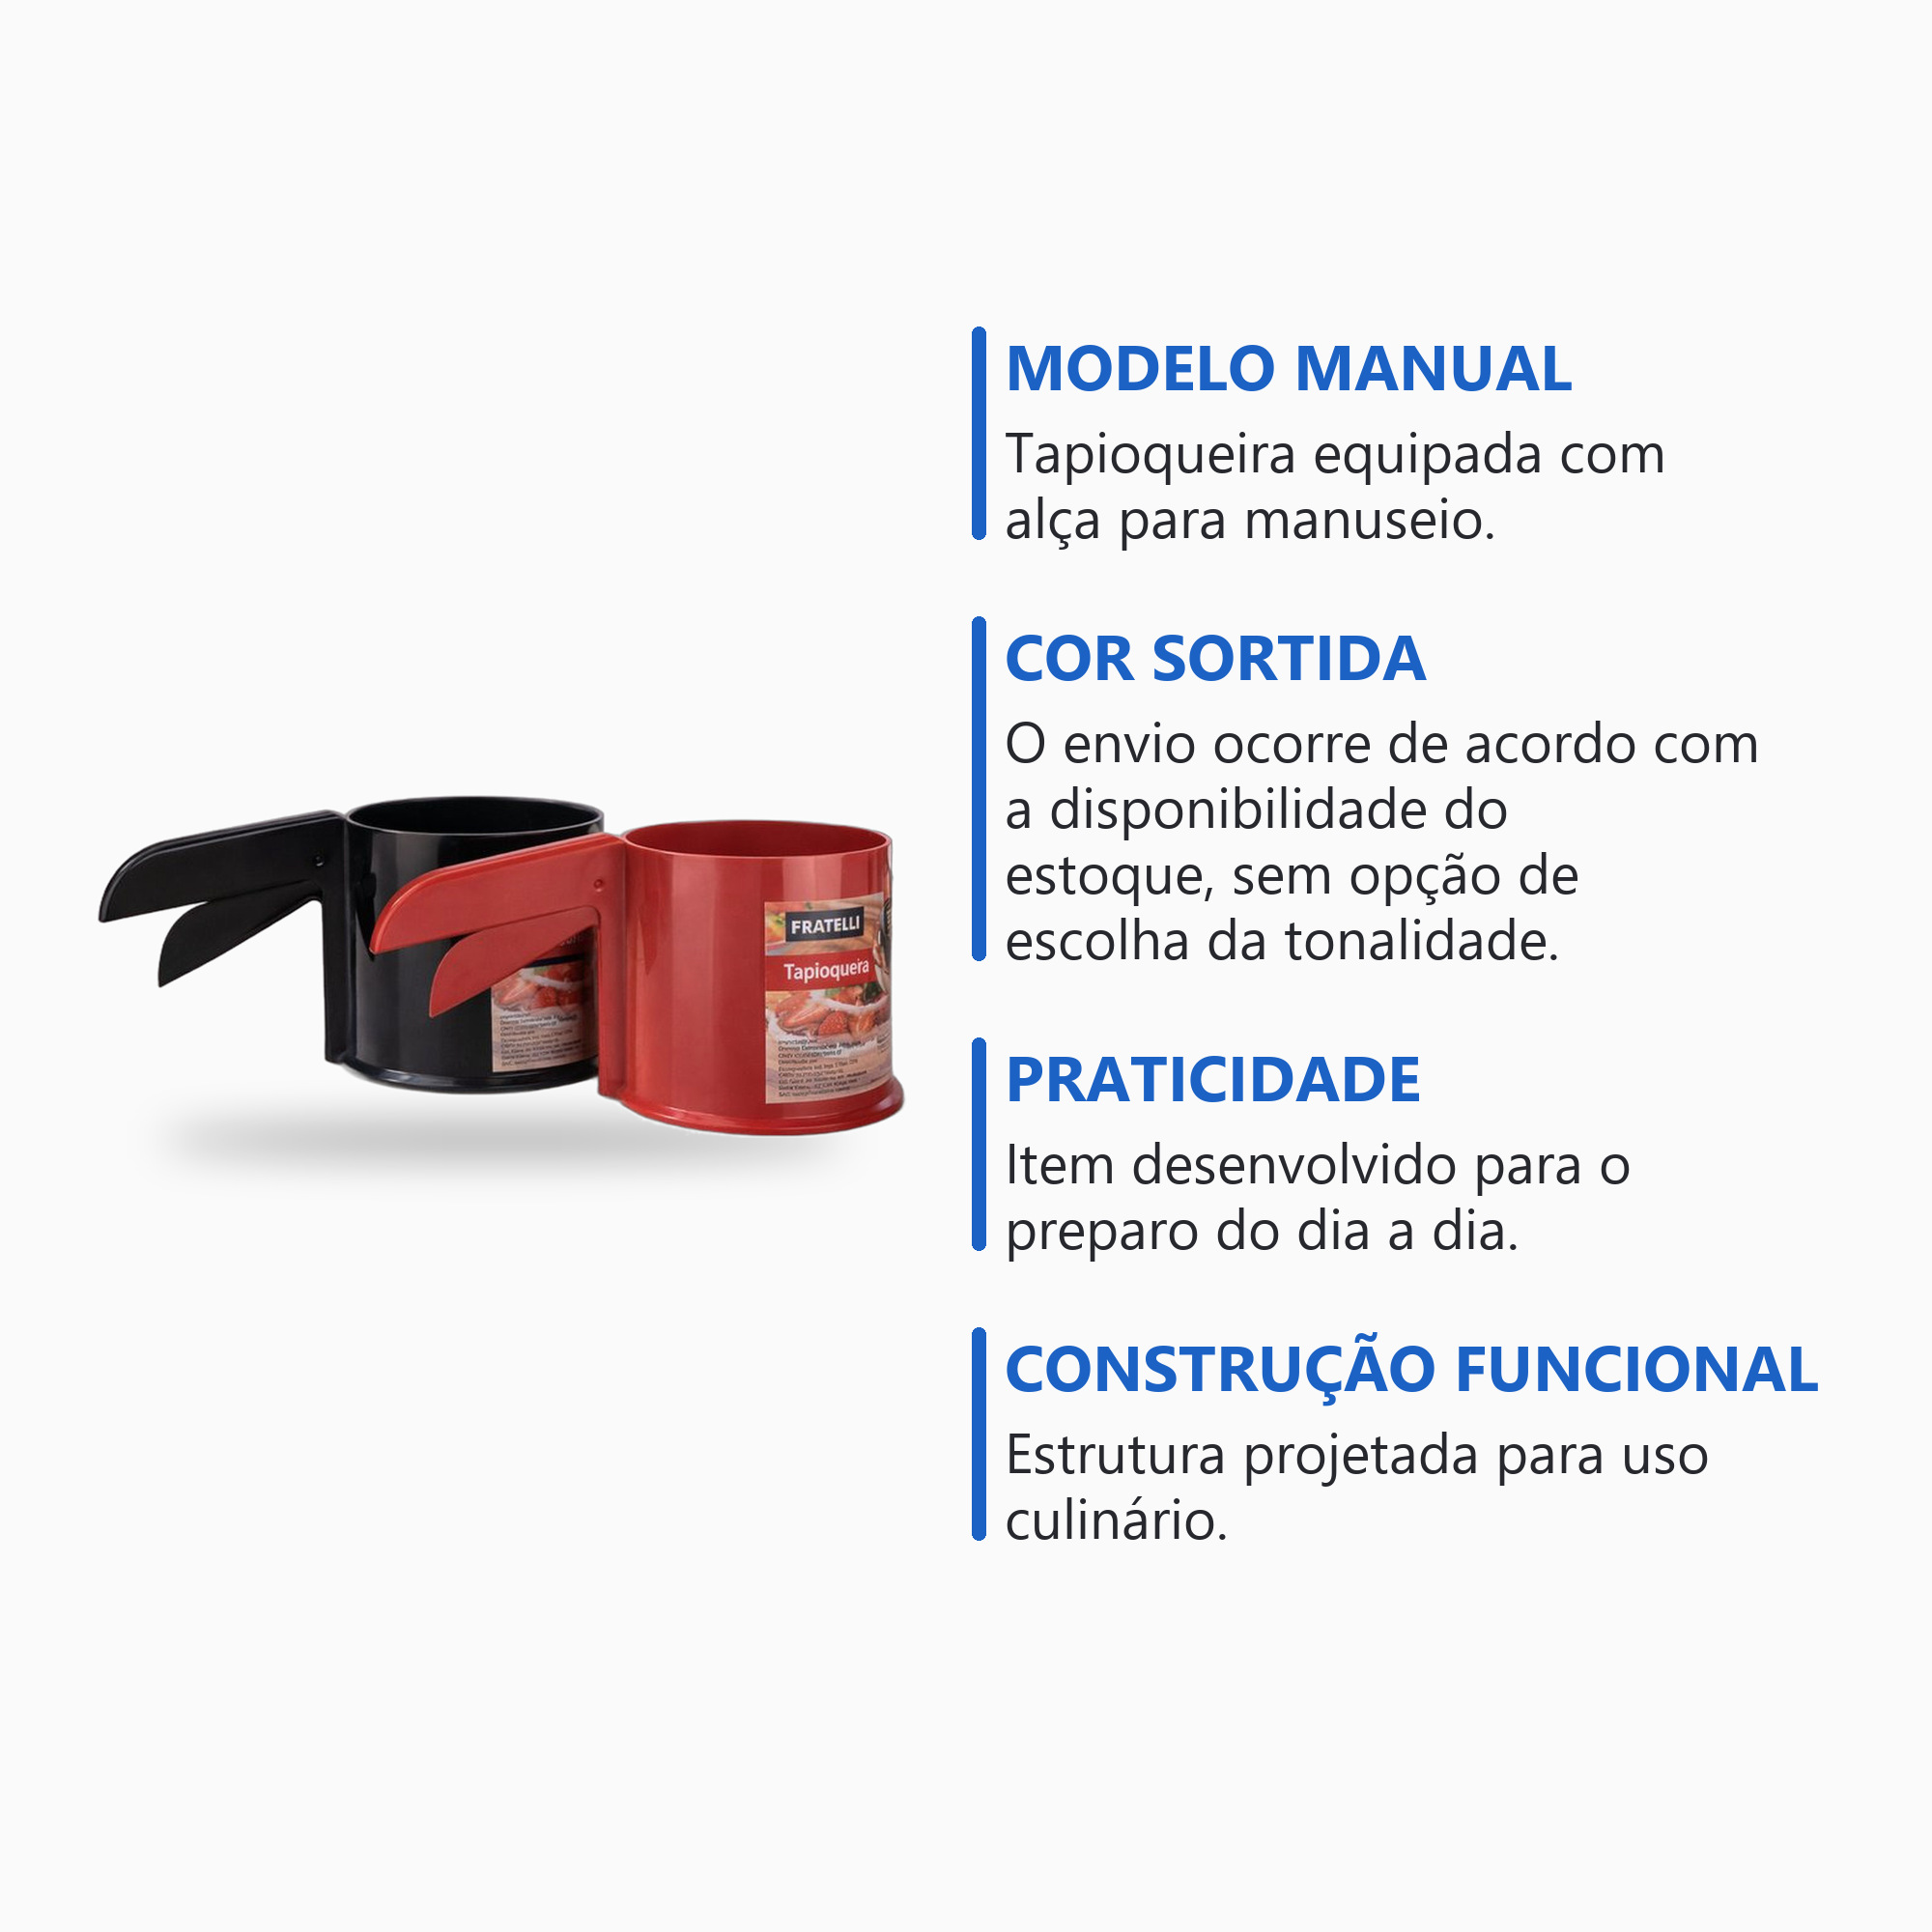 MODELO MANUAL
Tapioqueira equipada com
alça para manuseio.
COR SORTIDA
O envio ocorre de acordo com
a disponibilidade do
estoque, sem opção de
escolha da tonalidade.
PRATICIDADE
Item desenvolvido para o
preparo do dia a dia.
CONSTRUÇÃO FUNCIONAL
Estrutura projetada para uso
culinário.
FRATELLI
Tapioqueira